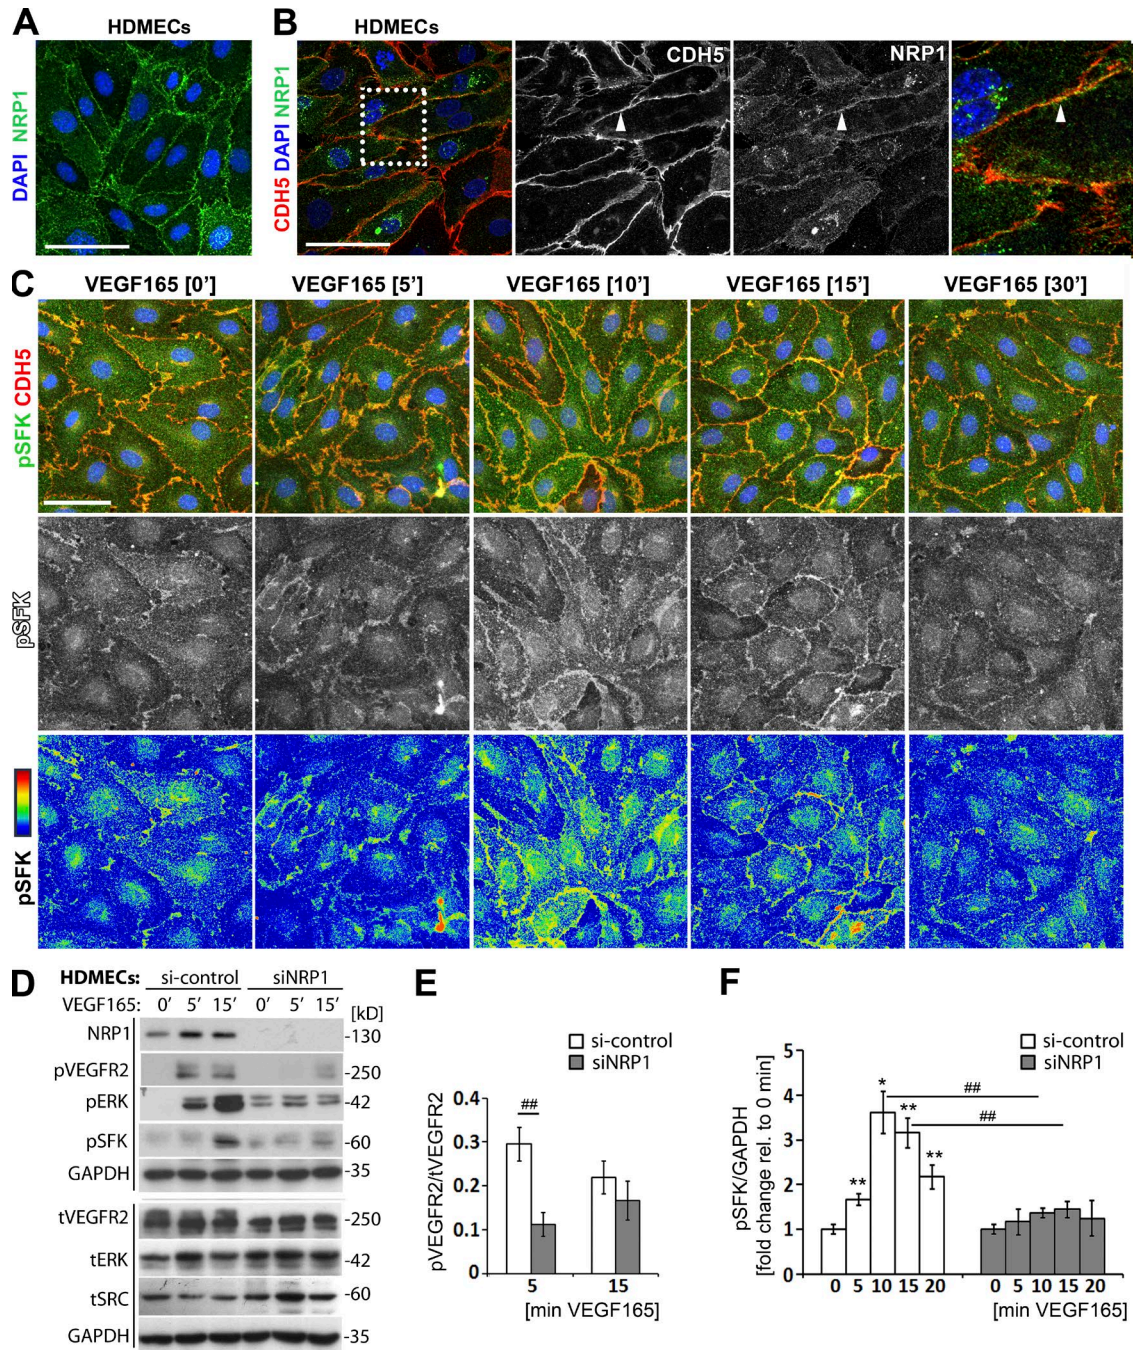 A
HDMECs
DAPI NRP1
B
HDMECs
CDH5 DAPI NRP1
CDH5
NRP1
C
VEGF165 [0’]
VEGF165 [5’]
VEGF165 [10’]
VEGF165 [15’]
VEGF165 [30’]
pSFK CDH5
pSFK
pSFK
D
HDMECs: si-control siNRP1
VEGF165: 0’ 5’ 15’ 0’ 5’ 15’ [kD]
NRP1 -130
pVEGFR2 -250
pERK -42
pSFK -60
GAPDH -35
tVEGFR2 -250
tERK -42
tSRC -60
GAPDH -35
E
si-control
siNRP1
pVEGFR2/tVEGFR2
0.4
0.3
0.2
0.1
0
##
5 15
[min VEGF165]
F
si-control
siNRP1
pSFK/GAPDH
[fold change rel. to 0 min]
5
4
3
2
1
0
** * ** **
##
##
0 5 10 15 20 0 5 10 15 20
[min VEGF165]